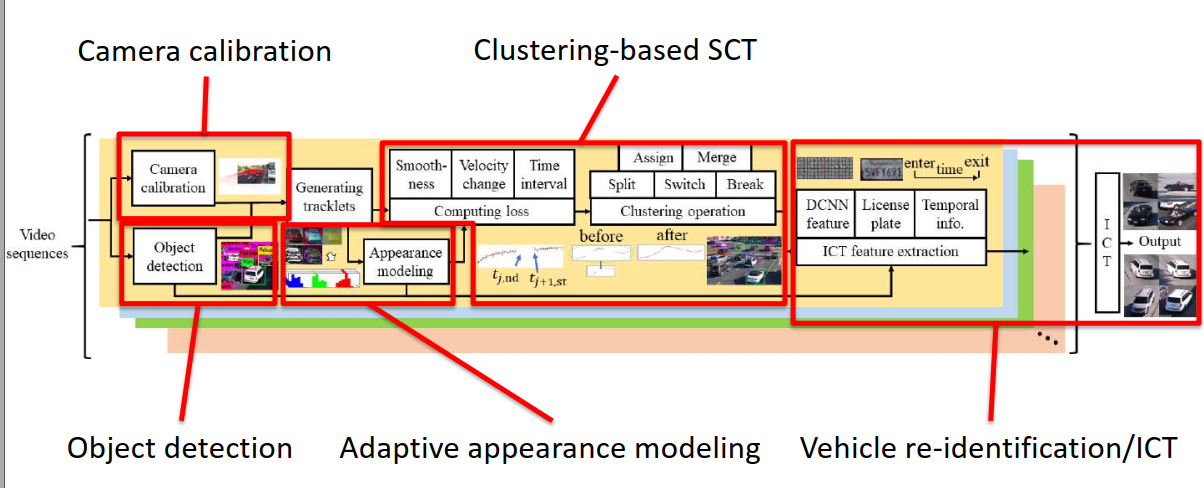 Camera calibration
Clustering-based SCT
Video
sequences
Camera
calibration
Object
detection
Generating
tracklets
Appearance
modeling
Smooth-
ness
Velocity
change
Time
interval
Computing loss
Assign
Merge
Split
Switch
Break
Clustering operation
before
after
t_{j,nd}
t_{j+1,st}
enter
time
exit
DCNN
feature
License
plate
Temporal
info.
ICT feature extraction
I
C
T
Output
Object detection
Adaptive appearance modeling
Vehicle re-identification/ICT